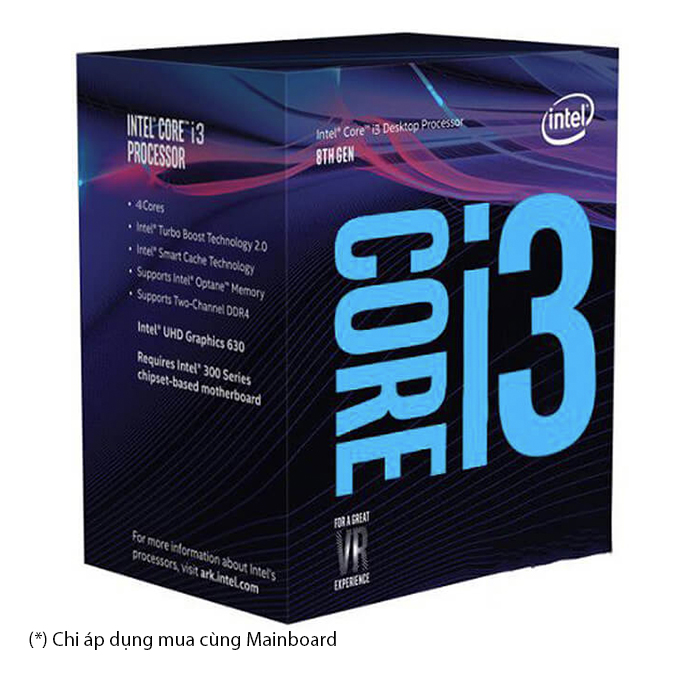 INTEL® CORE™ i3
PROCESSOR
• 4 Cores
• Intel® Turbo Boost Technology 2.0
• Intel® Smart Cache Technology
• Supports Intel® Optane™ Memory
• Supports Two-Channel DDR4
Intel® UHD Graphics 630
Requires Intel® 300 Series
chipset-based motherboard
For more information about Intel's
processors, visit ark.intel.com
Intel® Core™ i3 Desktop Processor
8TH GEN
intel
CORE i3
FOR A GREAT
VR
EXPERIENCE
(*) Chi áp dụng mua cùng Mainboard